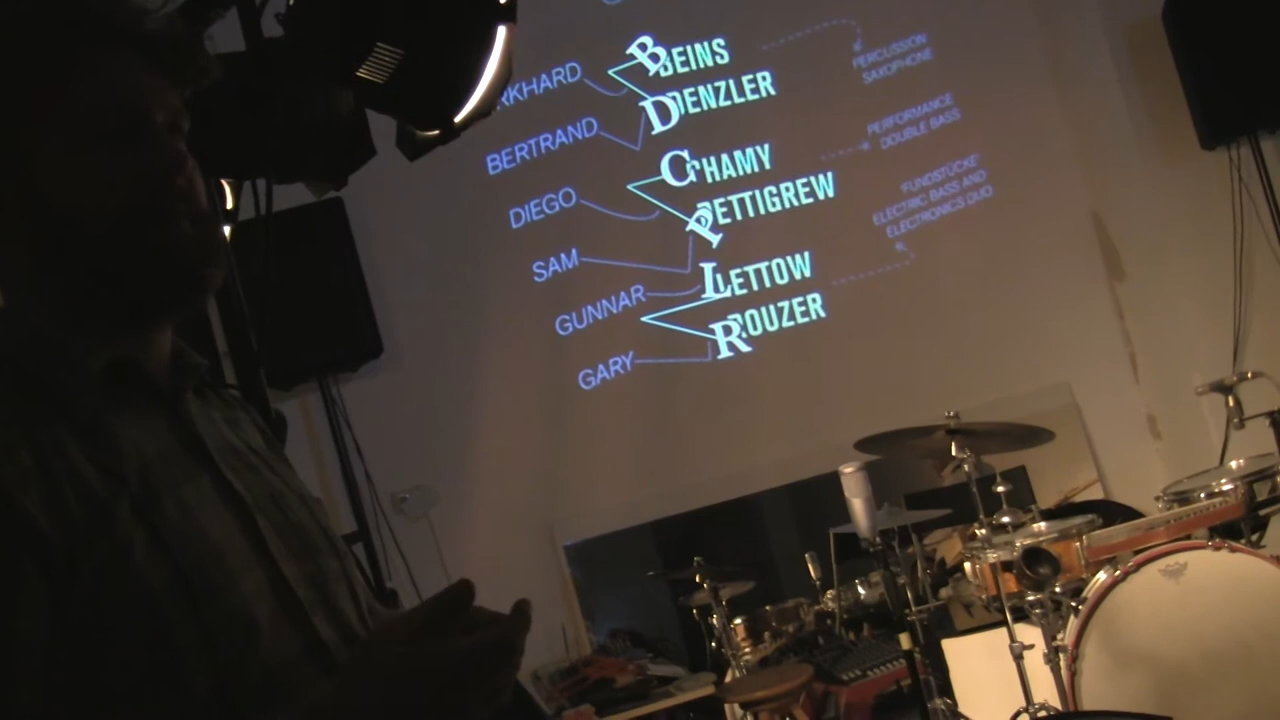 RKHARD BEINS
BERTRAND DENZLER
DIEGO CHAMY
SAM PETTIGREW
GUNNAR LETTOW
GARY ROUZER
PERCUSSION
SAXOPHONE
PERFORMANCE
DOUBLE BASS
'FUNDSTÜCKE'
ELECTRIC BASS AND
ELECTRONICS DUO